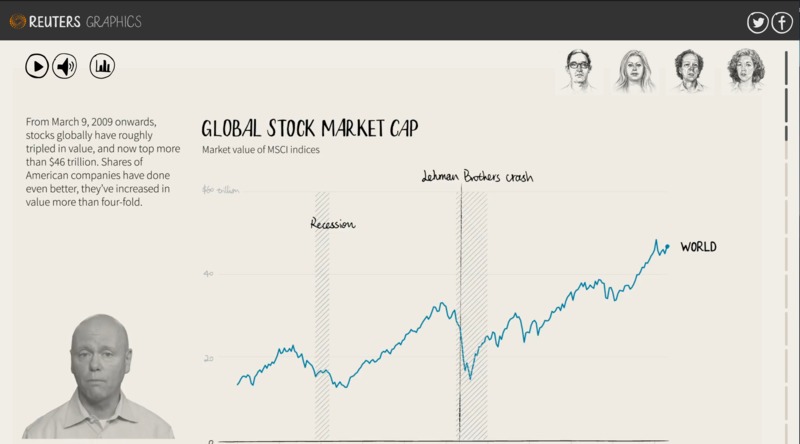 REUTERS GRAPHICS
From March 9, 2009 onwards,
stocks globally have roughly
tripled in value, and now top more
than $46 trillion. Shares of
American companies have done
even better, they've increased in
value more than four-fold.
GLOBAL STOCK MARKET CAP
Market value of MSCI indices
Lehman Brothers crash
$60 trillion
Recession
WORLD
40
20
0